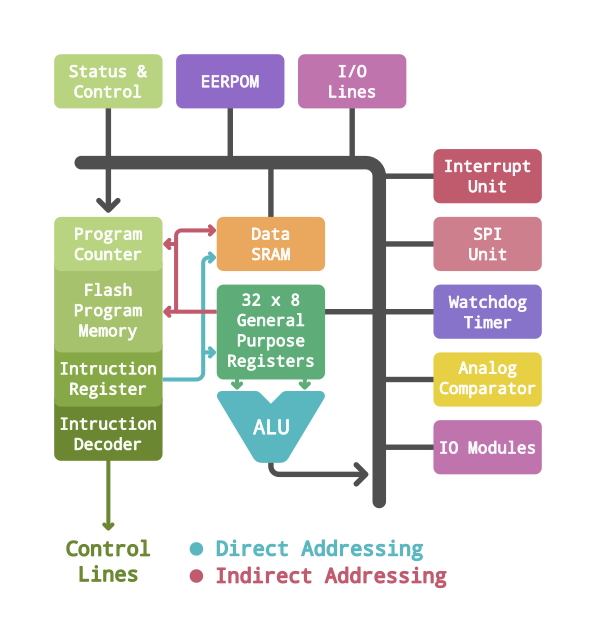 Status &
Control
EERPOM
I/O
Lines
Interrupt
Unit
Program
Counter
Data
SRAM
SPI
Unit
Flash
Program
Memory
32 x 8
General
Purpose
Registers
Watchdog
Timer
Intruction
Register
Analog
Comparator
Intruction
Decoder
ALU
IO Modules
Control
Lines
Direct Addressing
Indirect Addressing